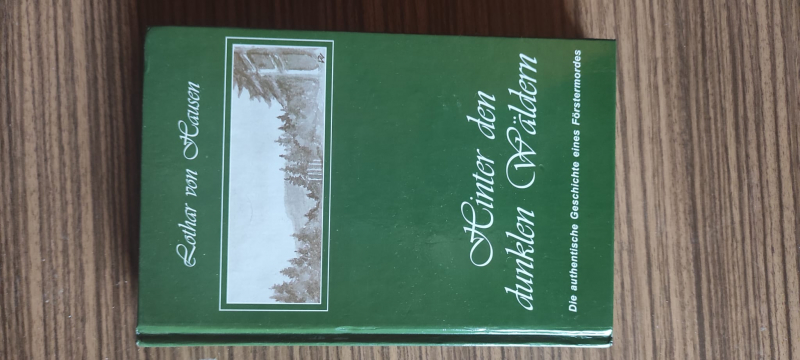 Lothar von Hausen
Hinter den
dunklen Wäldern
Die authentische Geschichte eines Förstermordes